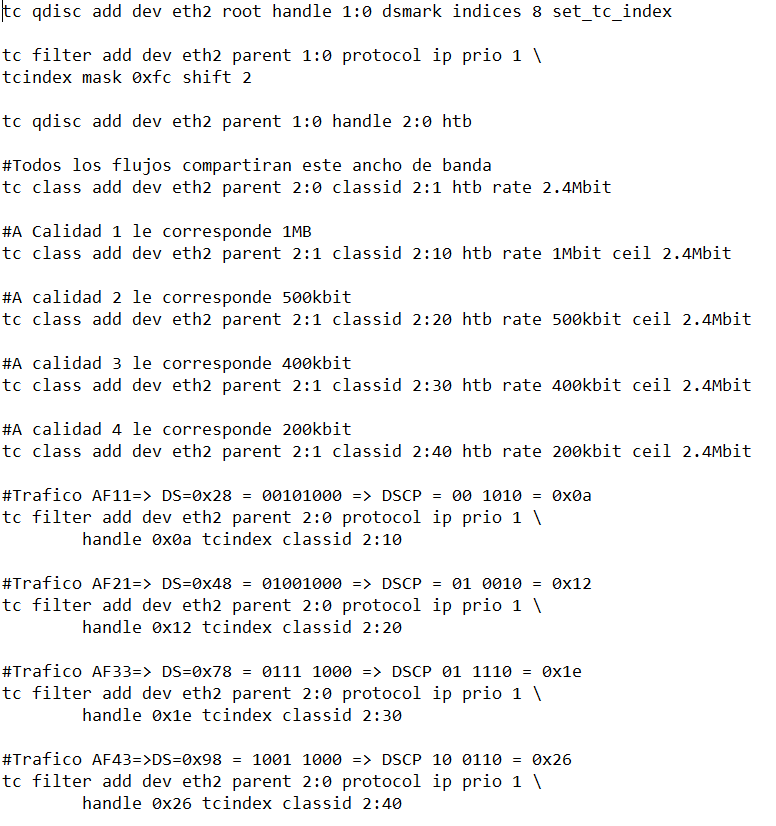 tc qdisc add dev eth2 root handle 1:0 dsmark indices 8 set_tc_index
tc filter add dev eth2 parent 1:0 protocol ip prio 1 \
tcindex mask 0xfc shift 2
tc qdisc add dev eth2 parent 1:0 handle 2:0 htb
#Todos los flujos compartiran este ancho de banda
tc class add dev eth2 parent 2:0 classid 2:1 htb rate 2.4Mbit
#A Calidad 1 le corresponde 1MB
tc class add dev eth2 parent 2:1 classid 2:10 htb rate 1Mbit ceil 2.4Mbit
#A calidad 2 le corresponde 500kbit
tc class add dev eth2 parent 2:1 classid 2:20 htb rate 500kbit ceil 2.4Mbit
#A calidad 3 le corresponde 400kbit
tc class add dev eth2 parent 2:1 classid 2:30 htb rate 400kbit ceil 2.4Mbit
#A calidad 4 le corresponde 200kbit
tc class add dev eth2 parent 2:1 classid 2:40 htb rate 200kbit ceil 2.4Mbit
#Trafico AF11=> DS=0x28 = 00101000 => DSCP = 00 1010 = 0x0a
tc filter add dev eth2 parent 2:0 protocol ip prio 1 \
handle 0x0a tcindex classid 2:10
#Trafico AF21=> DS=0x48 = 01001000 => DSCP = 01 0010 = 0x12
tc filter add dev eth2 parent 2:0 protocol ip prio 1 \
handle 0x12 tcindex classid 2:20
#Trafico AF33=> DS=0x78 = 0111 1000 => DSCP 01 1110 = 0x1e
tc filter add dev eth2 parent 2:0 protocol ip prio 1 \
handle 0x1e tcindex classid 2:30
#Trafico AF43=>DS=0x98 = 1001 1000 => DSCP 10 0110 = 0x26
tc filter add dev eth2 parent 2:0 protocol ip prio 1 \
handle 0x26 tcindex classid 2:40